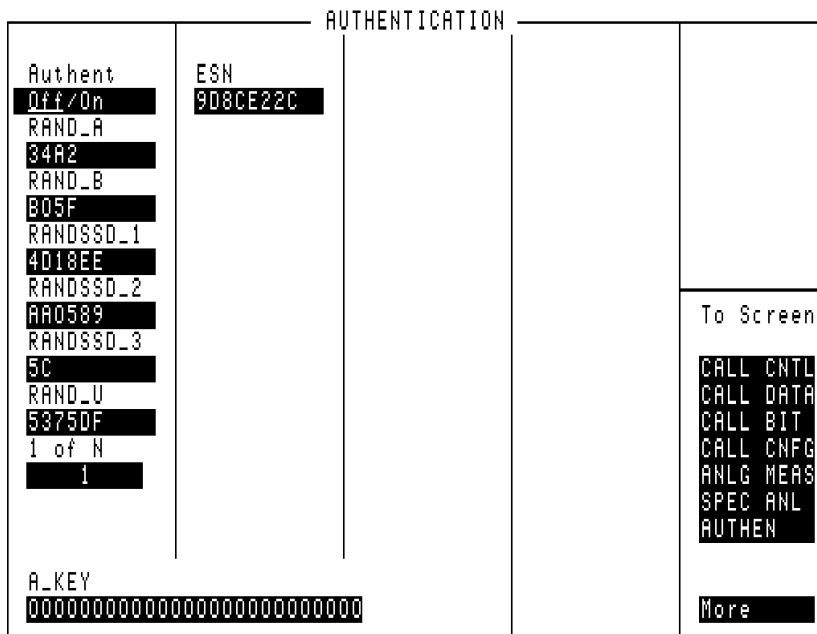 AUTHENTICATION
Authent
Off/On
RAND_A
34A2
RAND_B
B05F
RANDSSD_1
4D18EE
RANDSSD_2
AA0589
RANDSSD_3
5C
RAND_U
5375DF
1 of N
1
A_KEY
00000000000000000000000000
ESN
9D8CE22C
To Screen
CALL CNTL
CALL DATA
CALL BIT
CALL CNFG
ANLG MEAS
SPEC ANL
AUTHEN
More